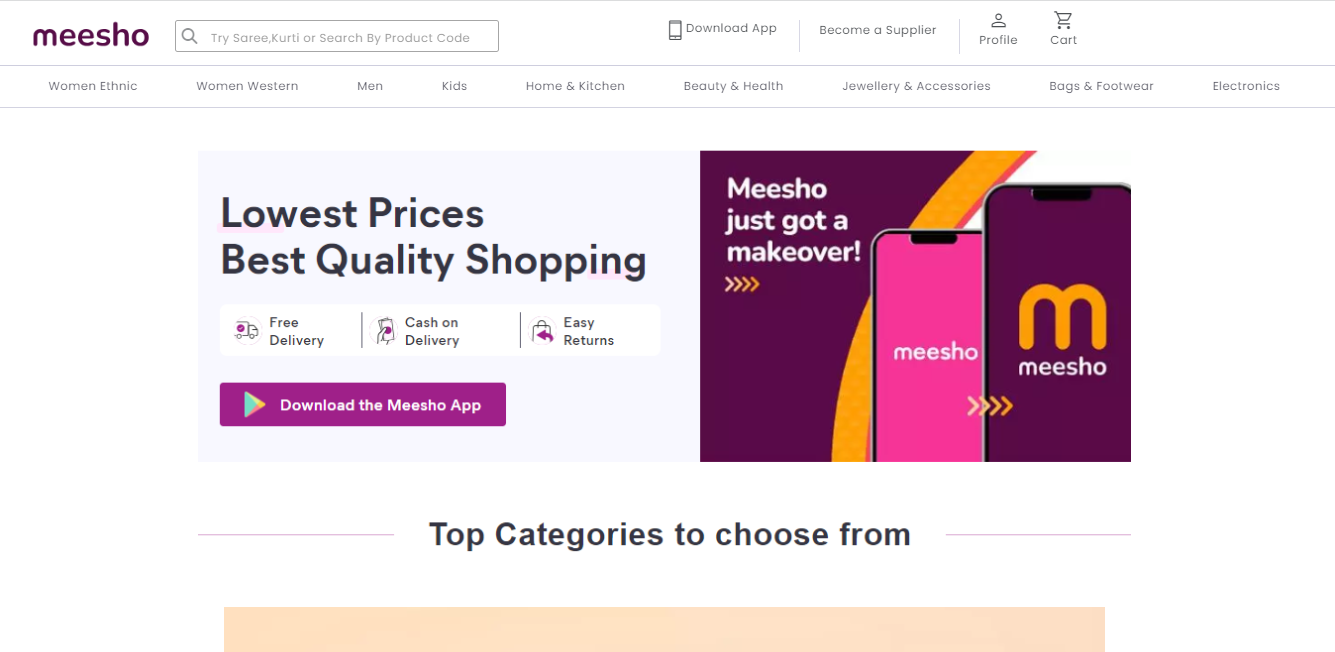 meesho
Try Saree,Kurti or Search By Product Code
Download App
Become a Supplier
Profile
Cart
Women Ethnic
Women Western
Men
Kids
Home & Kitchen
Beauty & Health
Jewellery & Accessories
Bags & Footwear
Electronics
Lowest Prices
Best Quality Shopping
Free
Delivery
Cash on
Delivery
Easy
Returns
Download the Meesho App
Meesho
just got a
makeover!
meesho
meesho
Top Categories to choose from